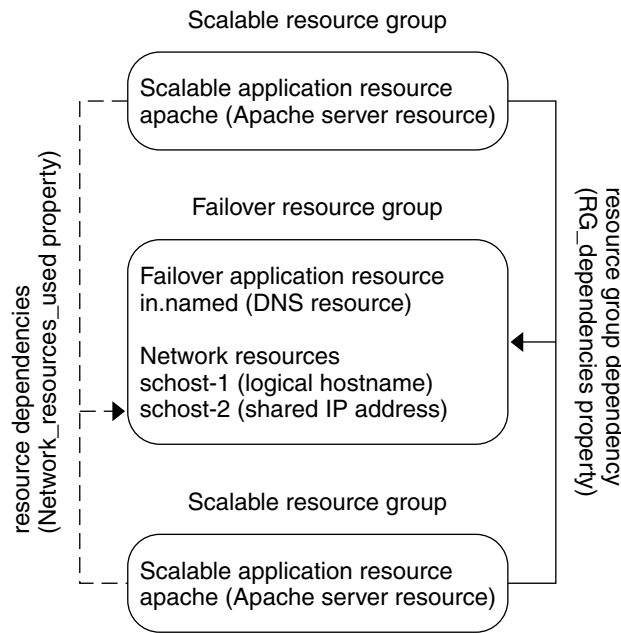 Scalable resource group
Scalable application resource
apache (Apache server resource)
Failover resource group
Failover application resource
in.named (DNS resource)
Network resources
schost-1 (logical hostname)
schost-2 (shared IP address)
Scalable resource group
Scalable application resource
apache (Apache server resource)
resource dependencies
(Network_resources_used property)
resource group dependency
(RG_dependencies property)